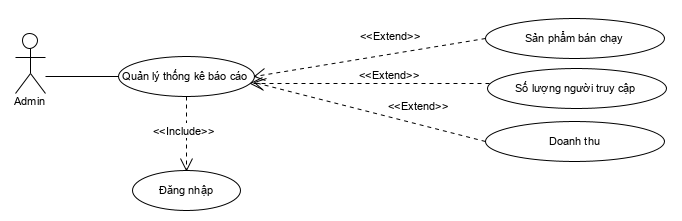 <<Extend>>
Sản phẩm bán chạy
Quản lý thống kê báo cáo
<<Extend>>
Số lượng người truy cập
Admin
<<Extend>>
<<Include>>
Doanh thu
Đăng nhập